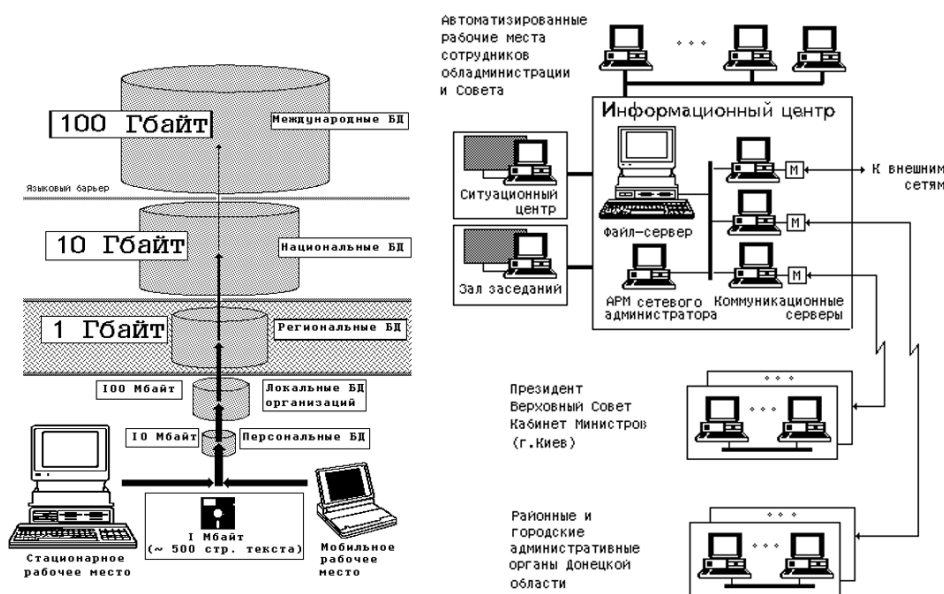 100 Гбайт
Международные БД
Языковый барьер
10 Гбайт
Национальные БД
1 Гбайт
Региональные БД
I00 Мбайт
Локальные БД
организаций
I0 Мбайт
Персональные БД
I Мбайт
(~ 500 стр. текста)
Стационарное
рабочее место
Мобильное
рабочее
место
Автоматизированные
рабочие места
сотрудников
обладминистрации
и Совета
Информационный центр
Ситуационный
центр
Зал заседаний
Файл-сервер
АРМ сетевого
администратора
Коммуникационные
серверы
М
М
М
К внешним
сетям
Президент
Верховный Совет
Кабинет Министров
(г.Киев)
Районные и
городские
административные
органы Донецкой
области